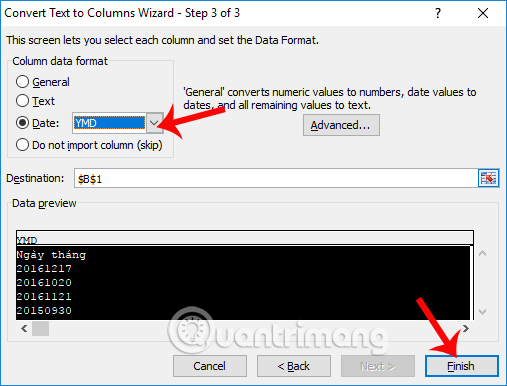 Convert Text to Columns Wizard - Step 3 of 3
This screen lets you select each column and set the Data Format.
Column data format
General
Text
Date: YMD
Do not import column (skip)
'General' converts numeric values to numbers, date values to
dates, and all remaining values to text.
Advanced...
Destination: $B$1
Data preview
YMD
Ngày tháng
20161217
20161020
20161121
20150930
Quantrimang
Cancel
< Back
Next >
Finish